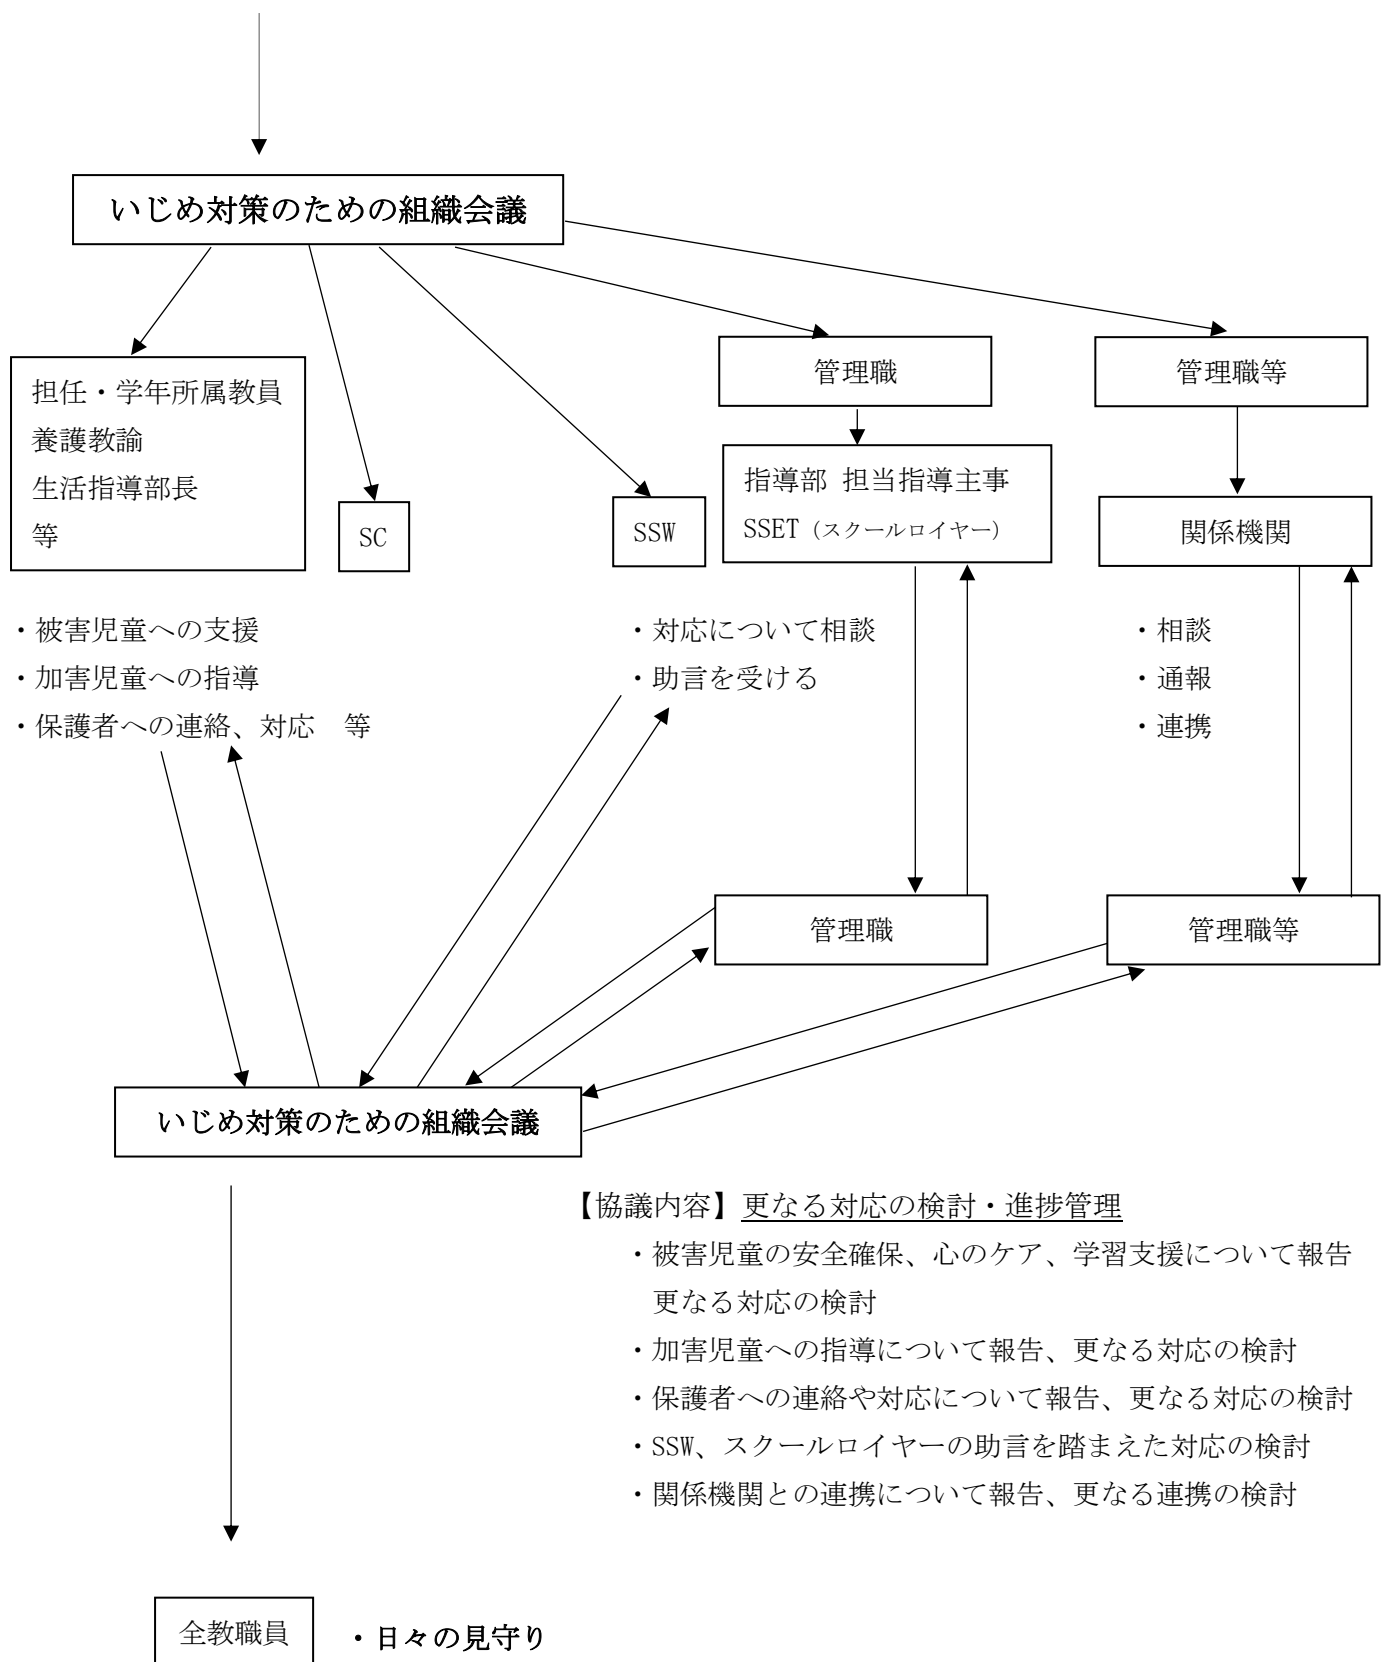 いじめ対策のための組織会議
担任・学年所属教員
養護教諭
生活指導部長
等
SC
SSW
管理職
指導部 担当指導主事
SSET（スクールロイヤー）
管理職等
関係機関
・被害児童への支援
・加害児童への指導
・保護者への連絡、対応　等
・対応について相談
・助言を受ける
・相談
・通報
・連携
管理職
管理職等
いじめ対策のための組織会議
【協議内容】更なる対応の検討・進捗管理
・被害児童の安全確保、心のケア、学習支援について報告
更なる対応の検討
・加害児童への指導について報告、更なる対応の検討
・保護者への連絡や対応について報告、更なる対応の検討
・SSW、スクールロイヤーの助言を踏まえた対応の検討
・関係機関との連携について報告、更なる連携の検討
全教職員
・日々の見守り